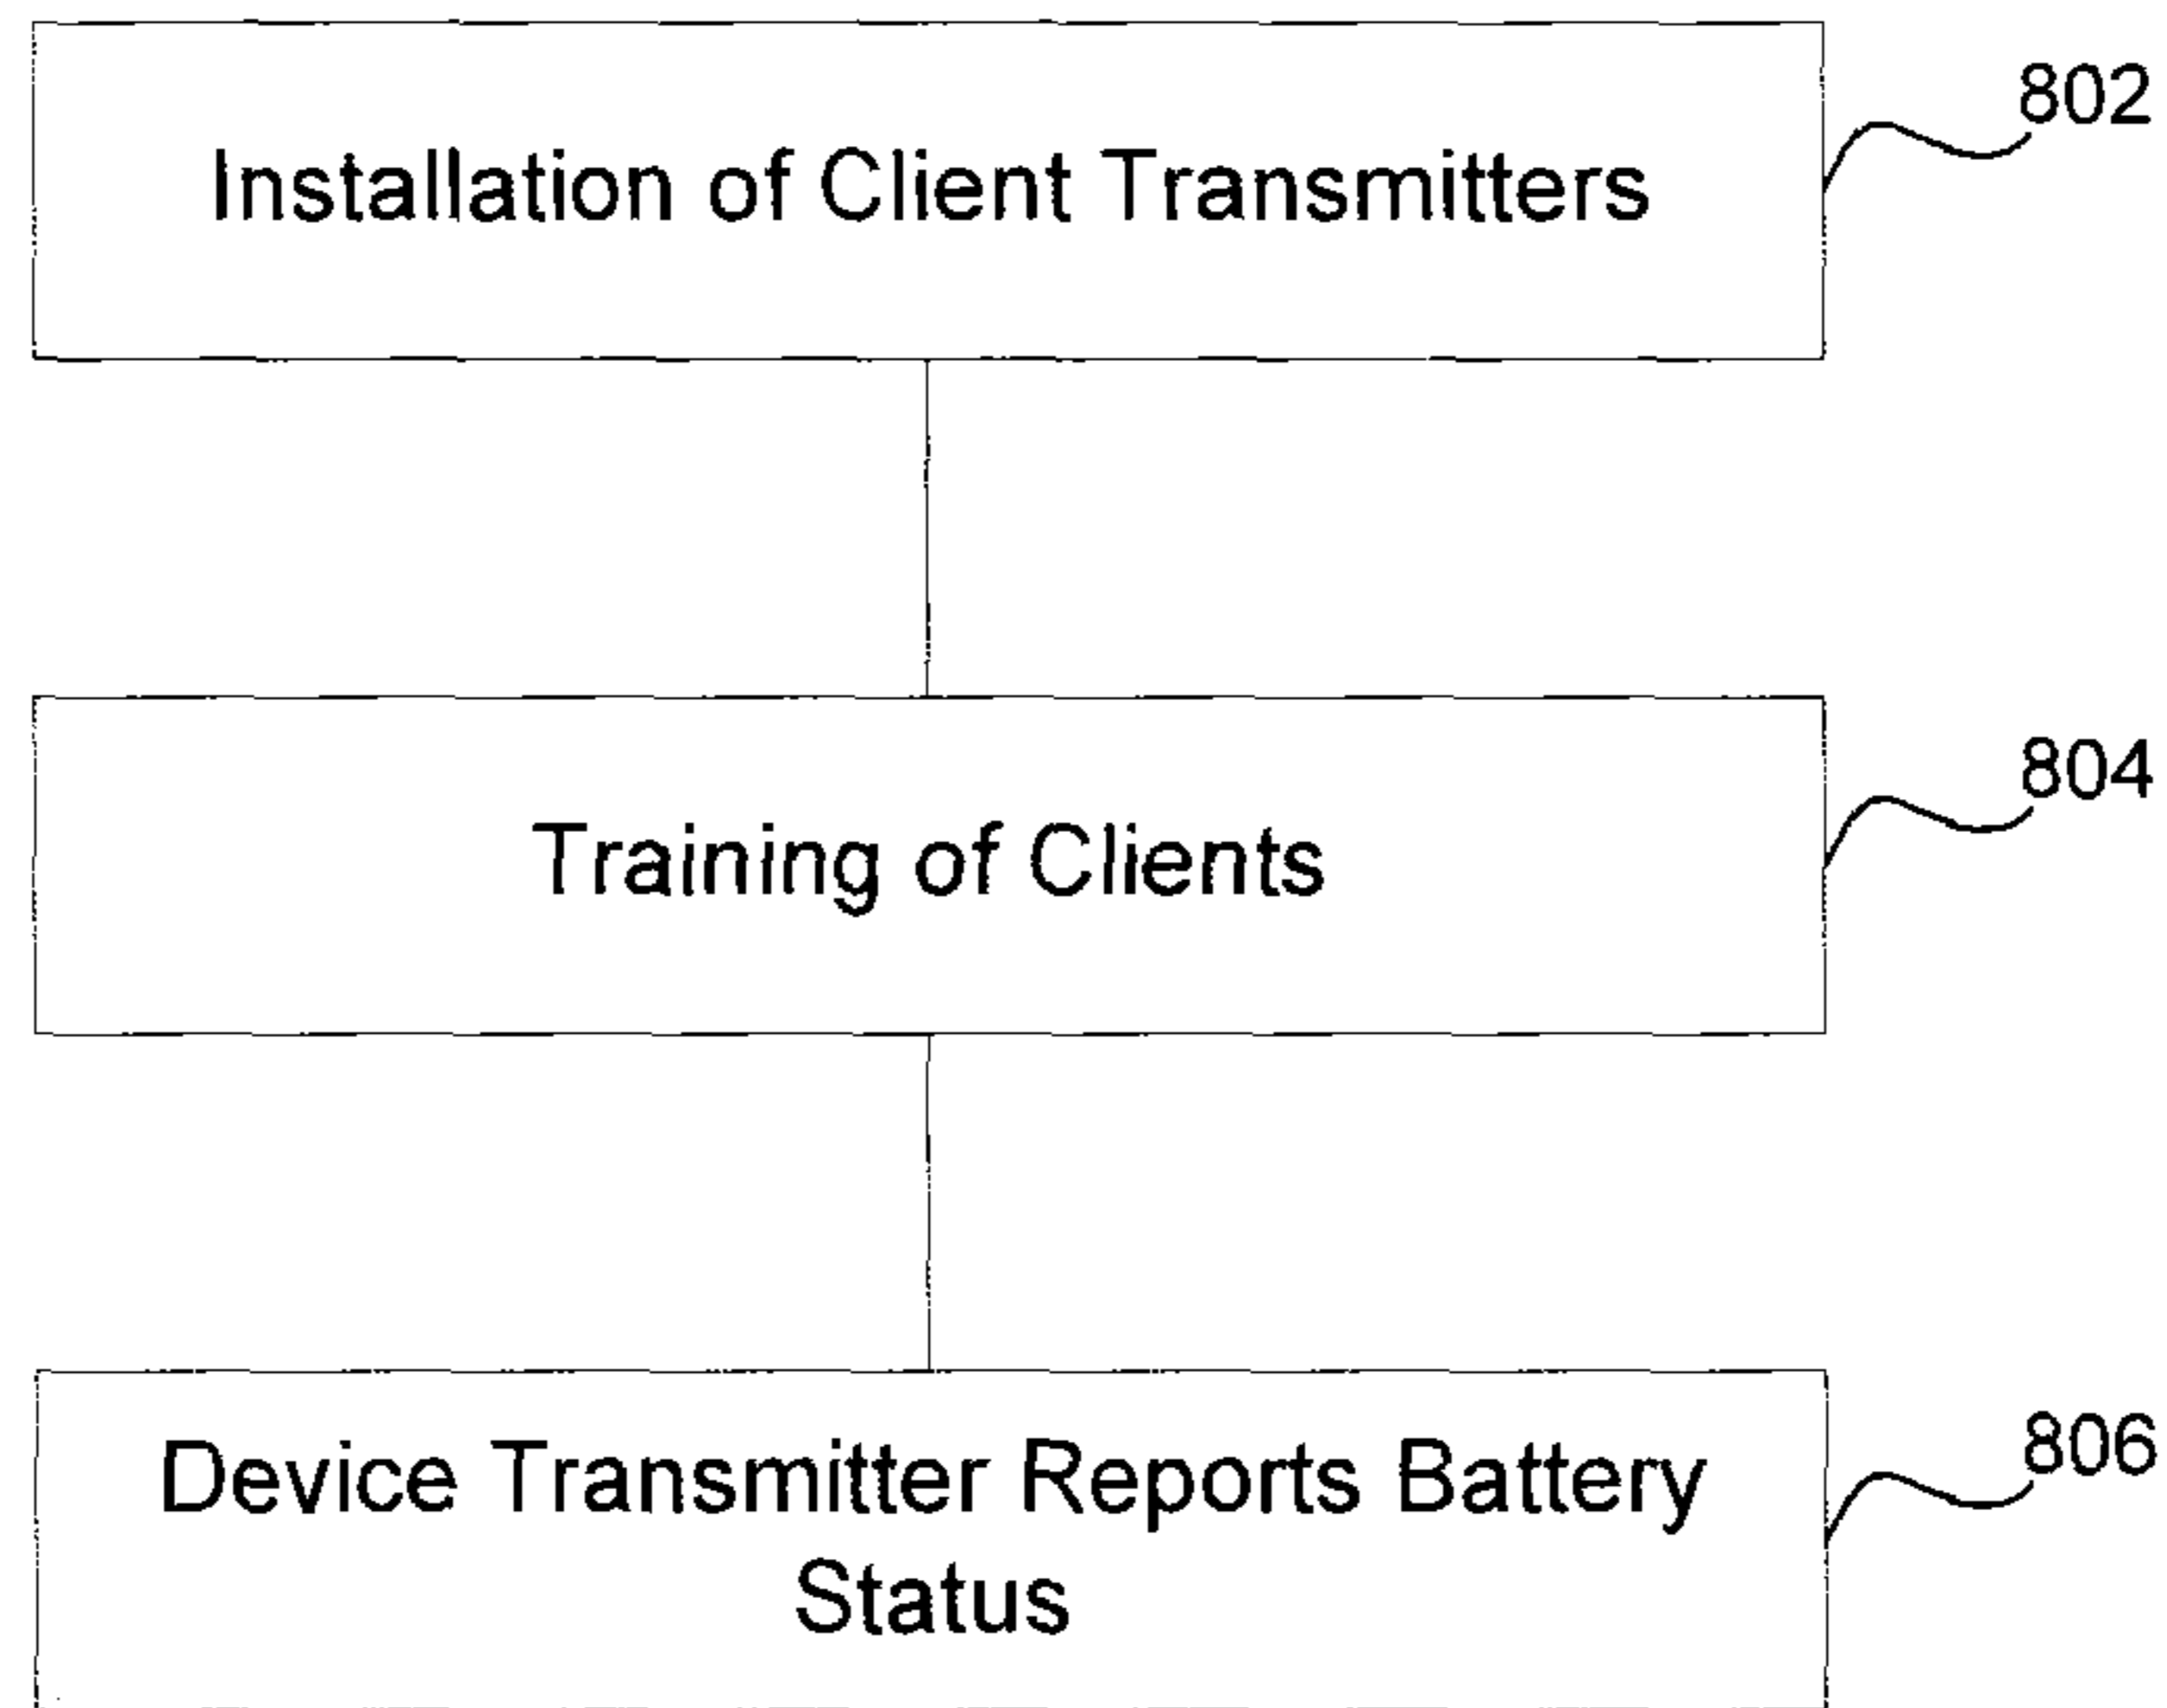 802
Installation of Client Transmitters
804
Training of Clients
806
Device Transmitter Reports Battery
Status